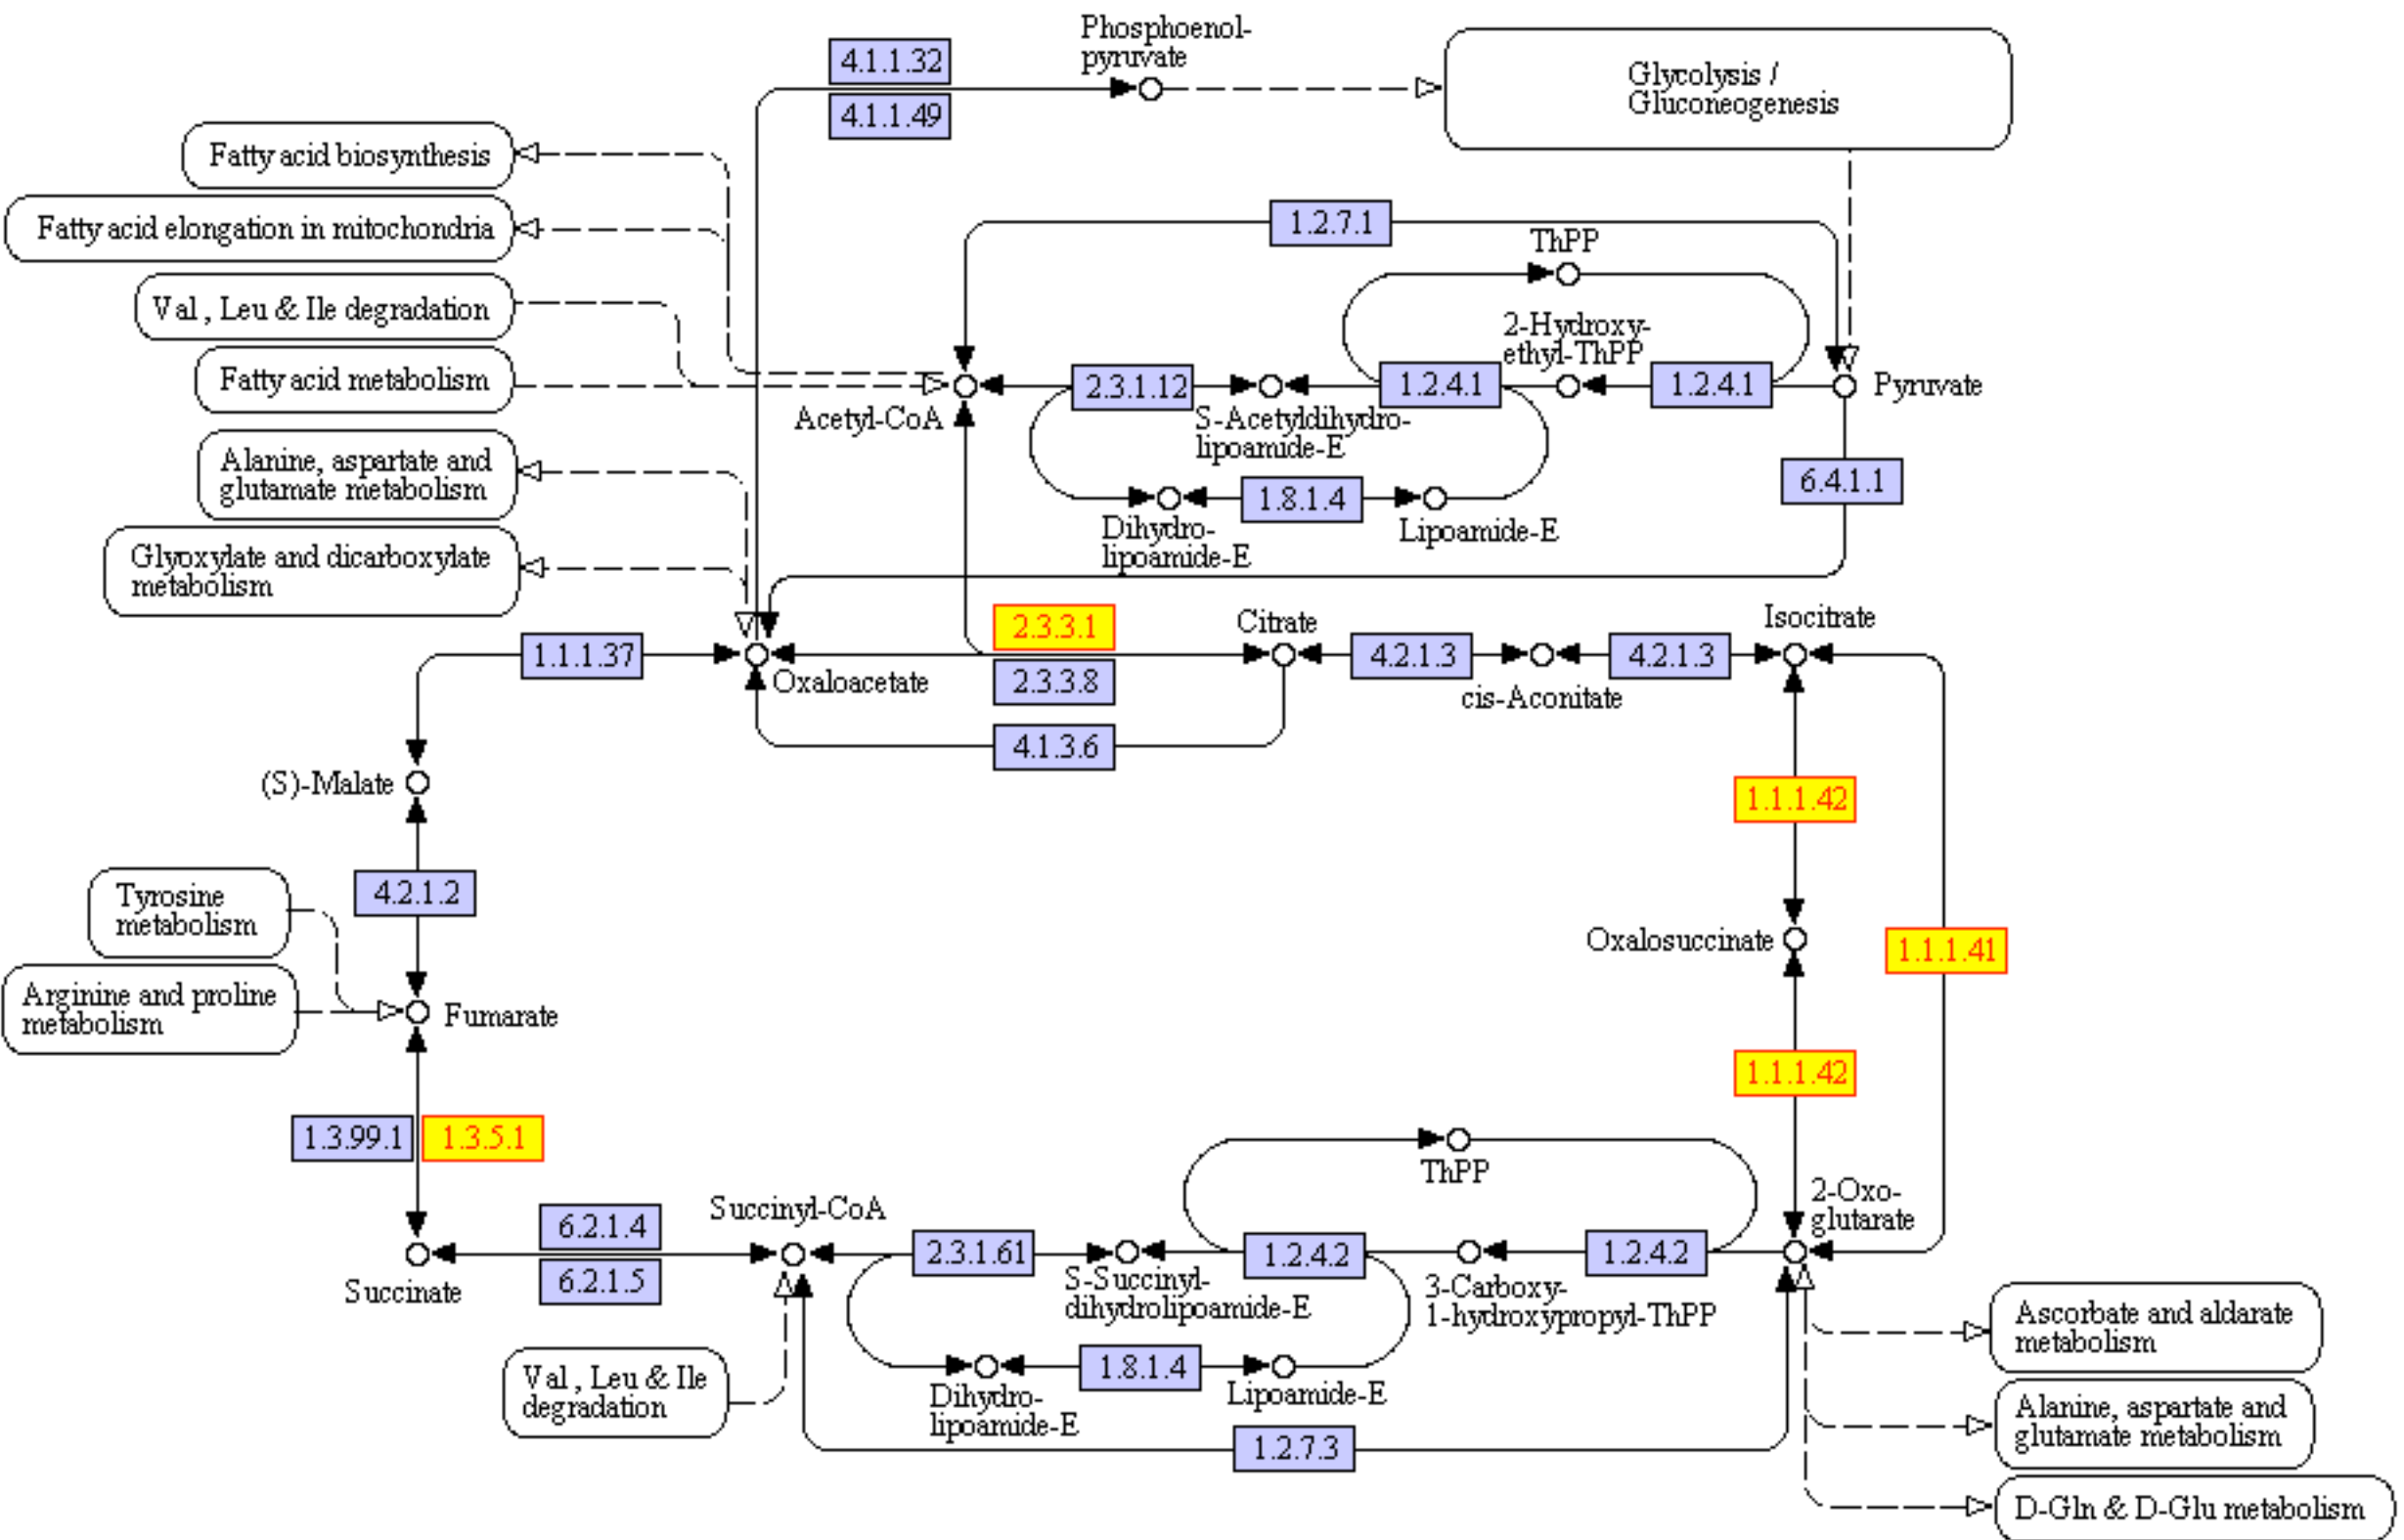 Phosphoenol-
pyruvate
4.1.1.32
4.1.1.49
Glycolysis /
Gluconeogenesis
Fatty acid biosynthesis
Fatty acid elongation in mitochondria
Val , Leu & Ile degradation
Fatty acid metabolism
Alanine, aspartate and
glutamate metabolism
Glyoxylate and dicarboxylate
metabolism
1.2.7.1
ThPP
2-Hydroxy-
ethyl-ThPP
2.3.1.12
1.2.4.1
1.2.4.1
Pyruvate
Acetyl-CoA
S-Acetyldihydro-
lipoamide-E
6.4.1.1
1.8.1.4
Dihydro-
lipoamide-E
Lipoamide-E
2.3.3.1
Citrate
Isocitrate
1.1.1.37
4.2.1.3
4.2.1.3
Oxaloacetate
2.3.3.8
cis-Aconitate
4.1.3.6
(S)-Malate
1.1.1.42
4.2.1.2
Tyrosine
metabolism
Oxalosuccinate
1.1.1.41
Arginine and proline
metabolism
Fumarate
1.1.1.42
1.3.99.1
1.3.5.1
ThPP
2-Oxo-
glutarate
Succinyl-CoA
6.2.1.4
2.3.1.61
1.2.4.2
1.2.4.2
6.2.1.5
Succinate
S-Succinyl-
dihydrolipoamide-E
3-Carboxy-
1-hydroxypropyl-ThPP
Ascorbate and aldarate
metabolism
Val , Leu & Ile
degradation
1.8.1.4
Dihydro-
lipoamide-E
Lipoamide-E
Alanine, aspartate and
glutamate metabolism
1.2.7.3
D-Gln & D-Glu metabolism